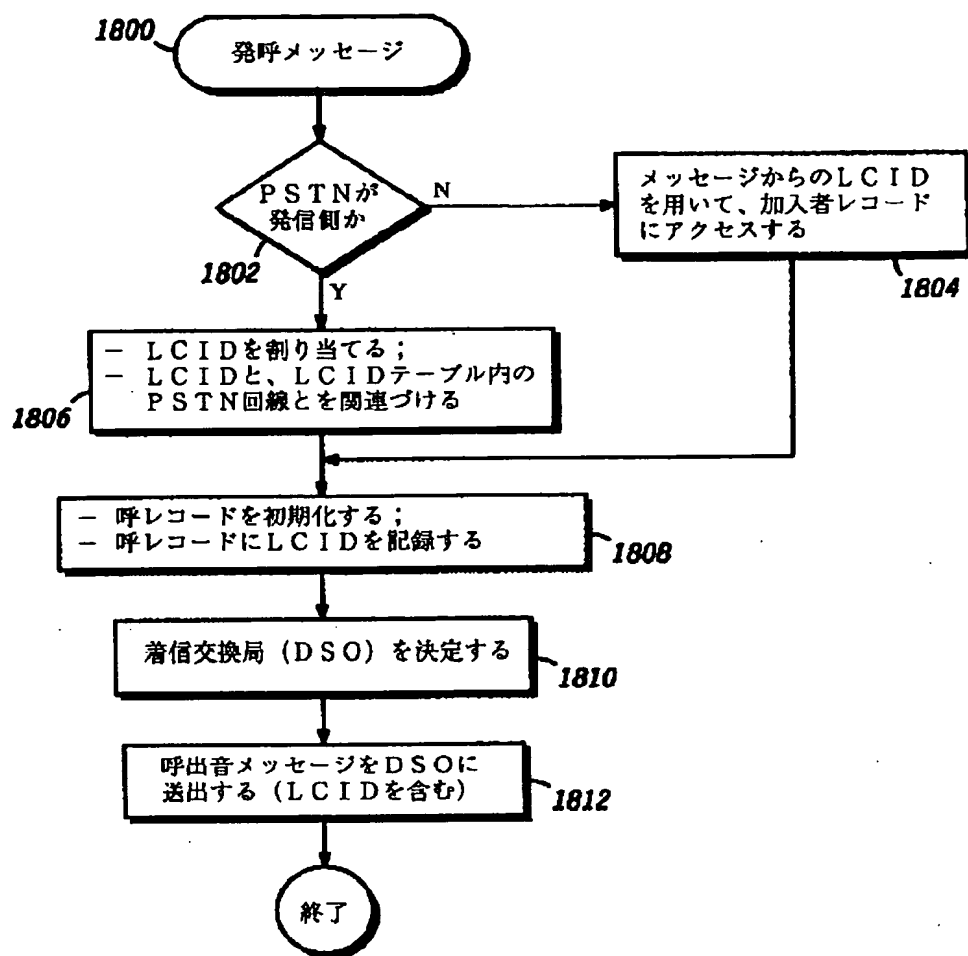 1800
発呼メッセージ
PSTNが
発信側か
N
1802
Y
メッセージからのLCID
を用いて、加入者レコード
にアクセスする
1804
- LCIDを割り当てる;
- LCIDと、LCIDテーブル内の
PSTN回線とを関連づける
1806
- 呼レコードを初期化する;
- 呼レコードにLCIDを記録する
1808
着信交換局(DSO)を決定する
1810
呼出音メッセージをDSOに
送出する(LCIDを含む)
1812
終了